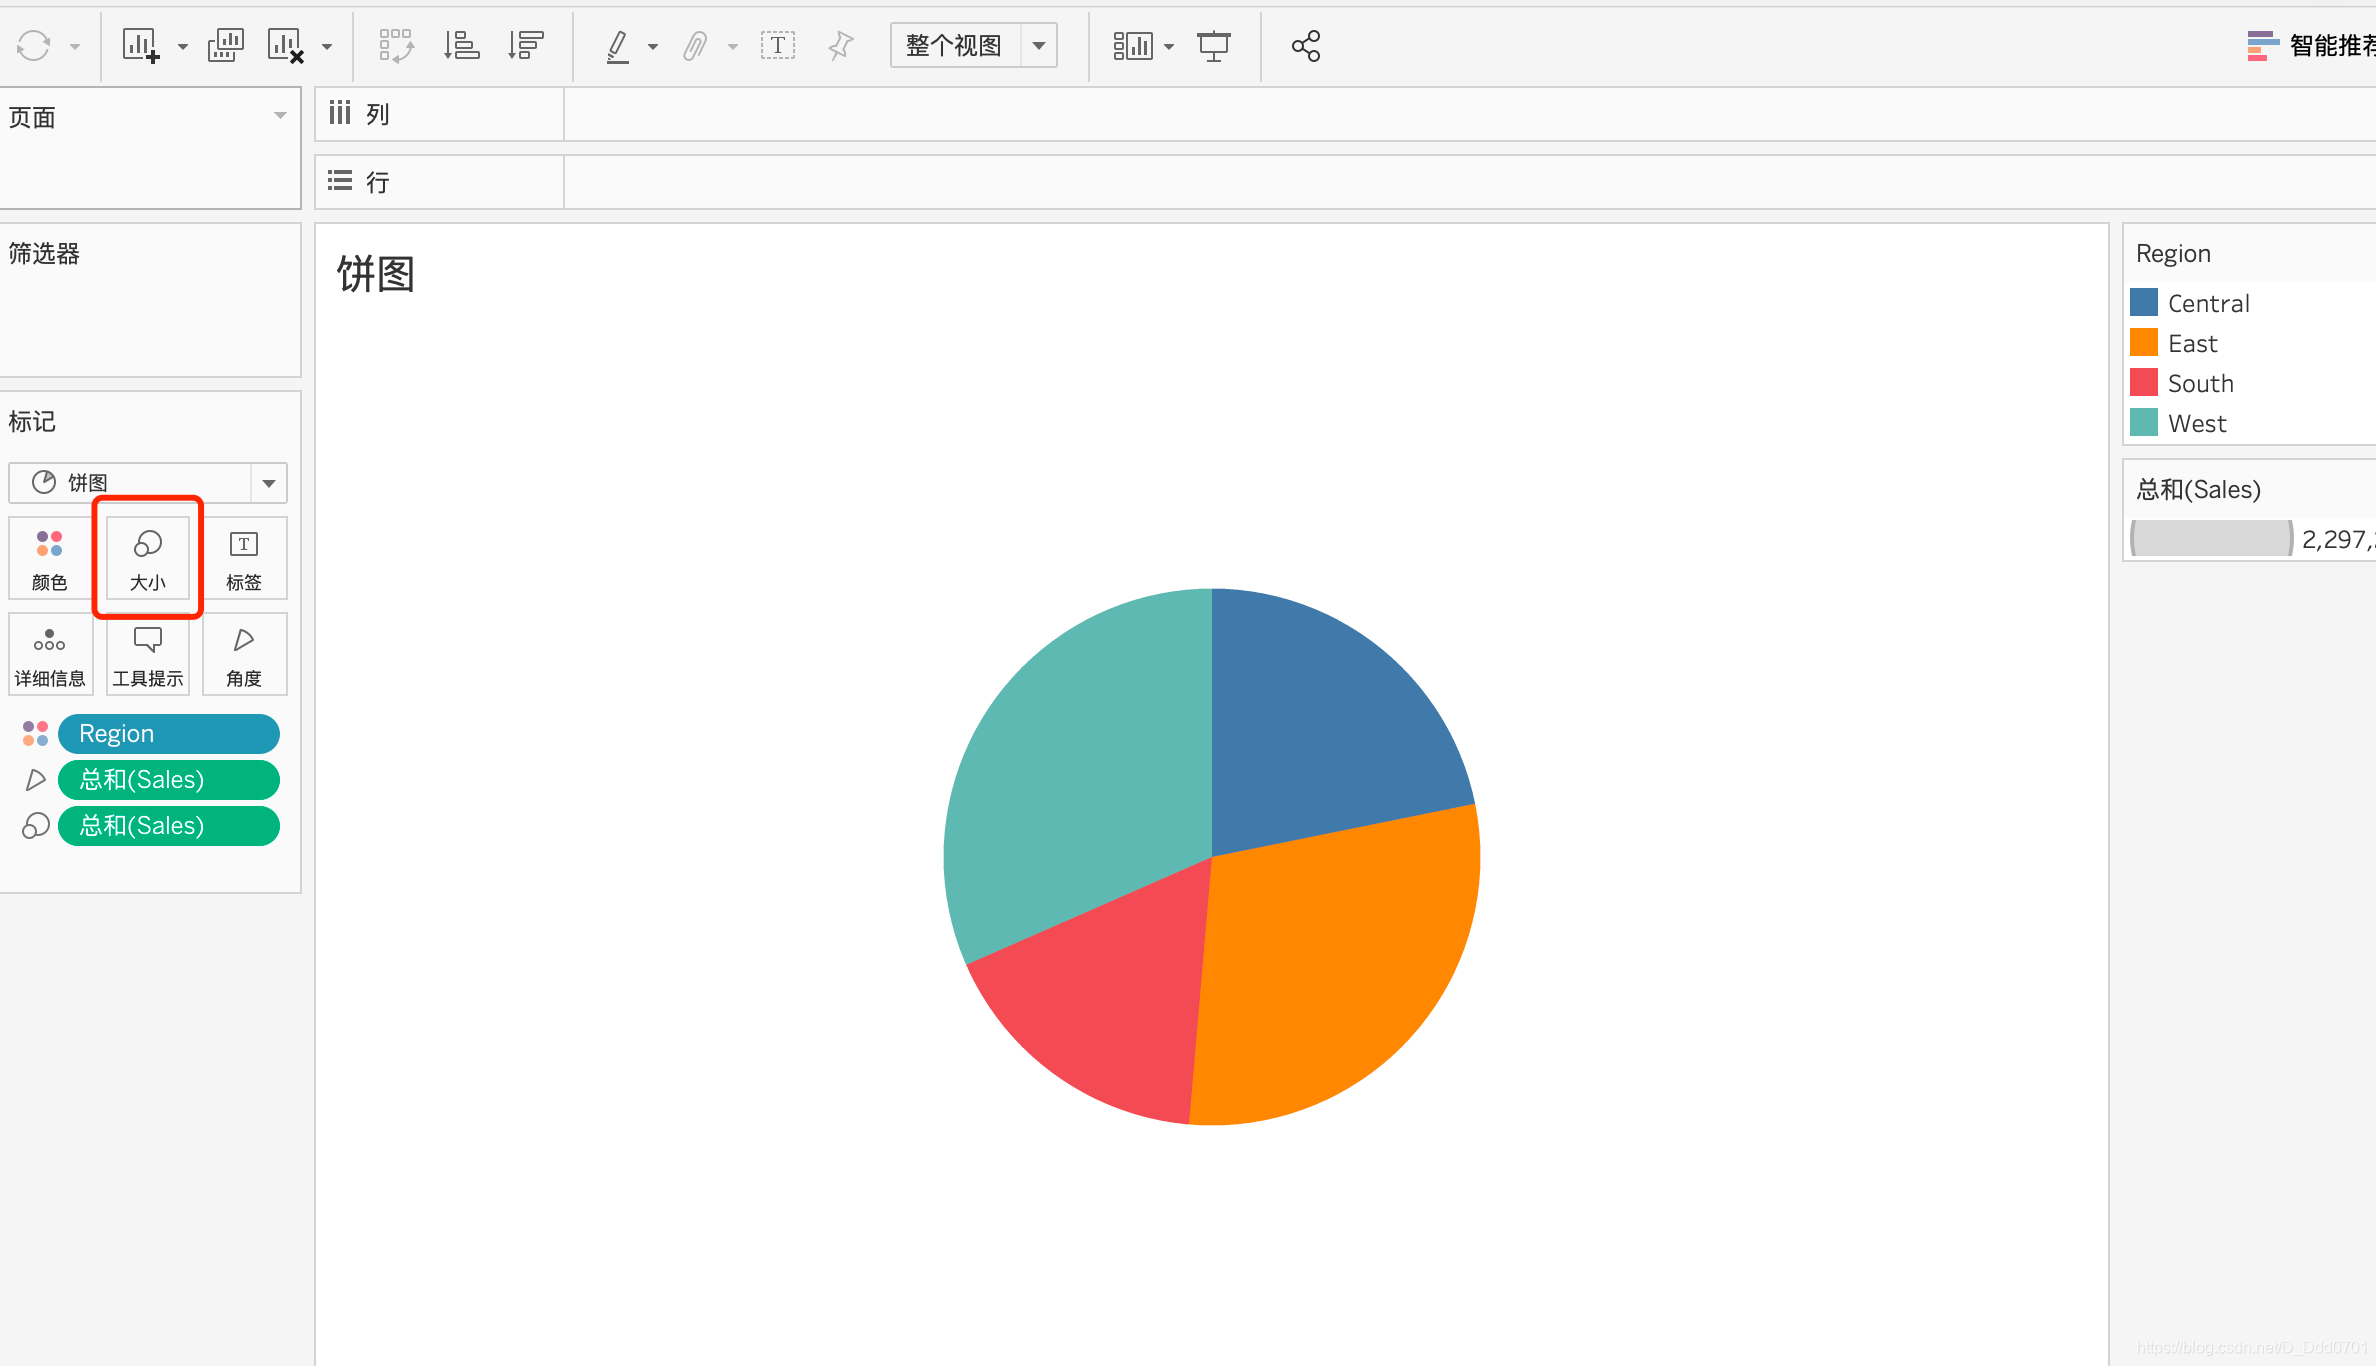 整个视图
智能推荐
页面
列
行
筛选器
饼图
标记
饼图
颜色
大小
标签
详细信息
工具提示
角度
Region
总和(Sales)
总和(Sales)
Region
Central
East
South
West
总和(Sales)
2,297,
https://blog.csdn.net/D_Ddd0701